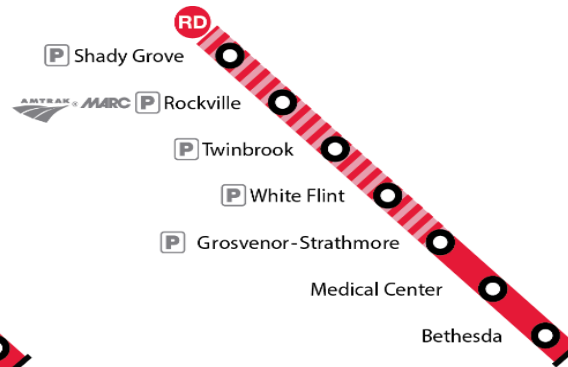 RD
P Shady Grove
AMTRAK MARC P Rockville
P Twinbrook
P White Flint
P Grosvenor-Strathmore
Medical Center
Bethesda